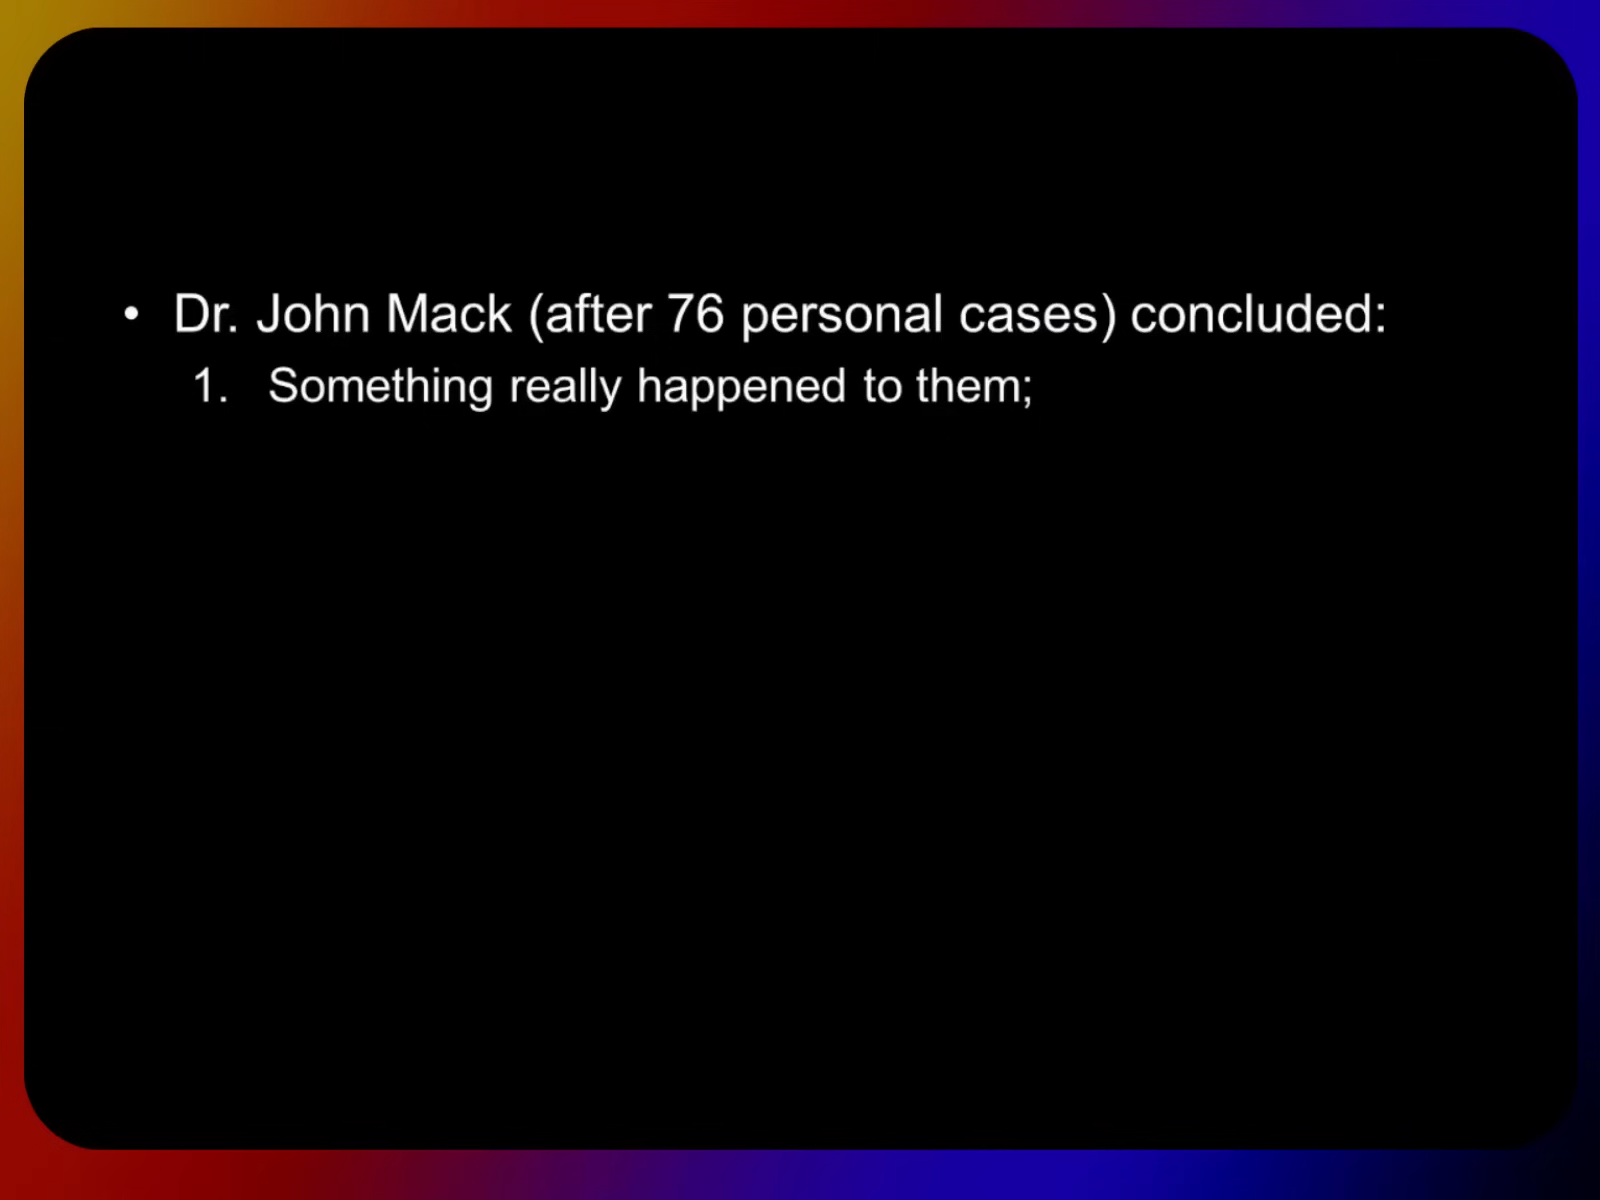 • Dr. John Mack (after 76 personal cases) concluded:
1. Something really happened to them;